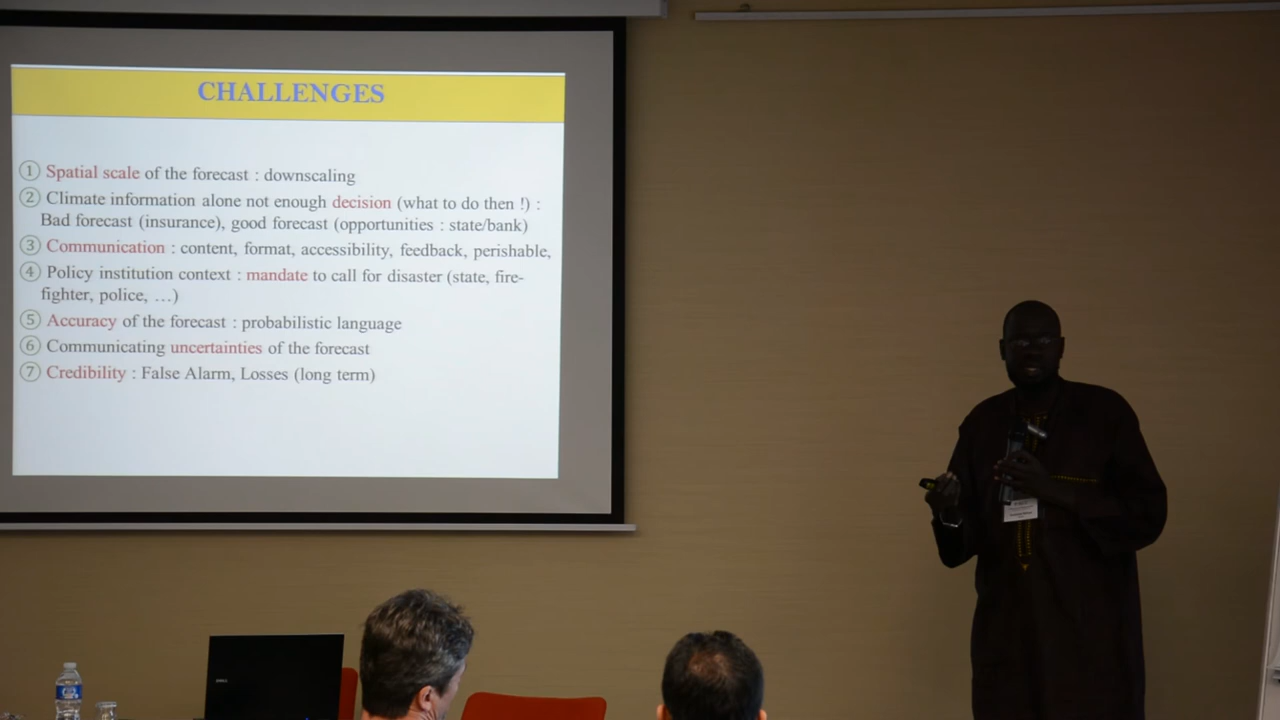 CHALLENGES
① Spatial scale of the forecast : downscaling
② Climate information alone not enough decision (what to do then !) :
Bad forecast (insurance), good forecast (opportunities : state/bank)
③ Communication : content, format, accessibility, feedback, perishable,
④ Policy institution context : mandate to call for disaster (state, fire-
fighter, police, …)
⑤ Accuracy of the forecast : probabilistic language
⑥ Communicating uncertainties of the forecast
⑦ Credibility : False Alarm, Losses (long term)
DELL